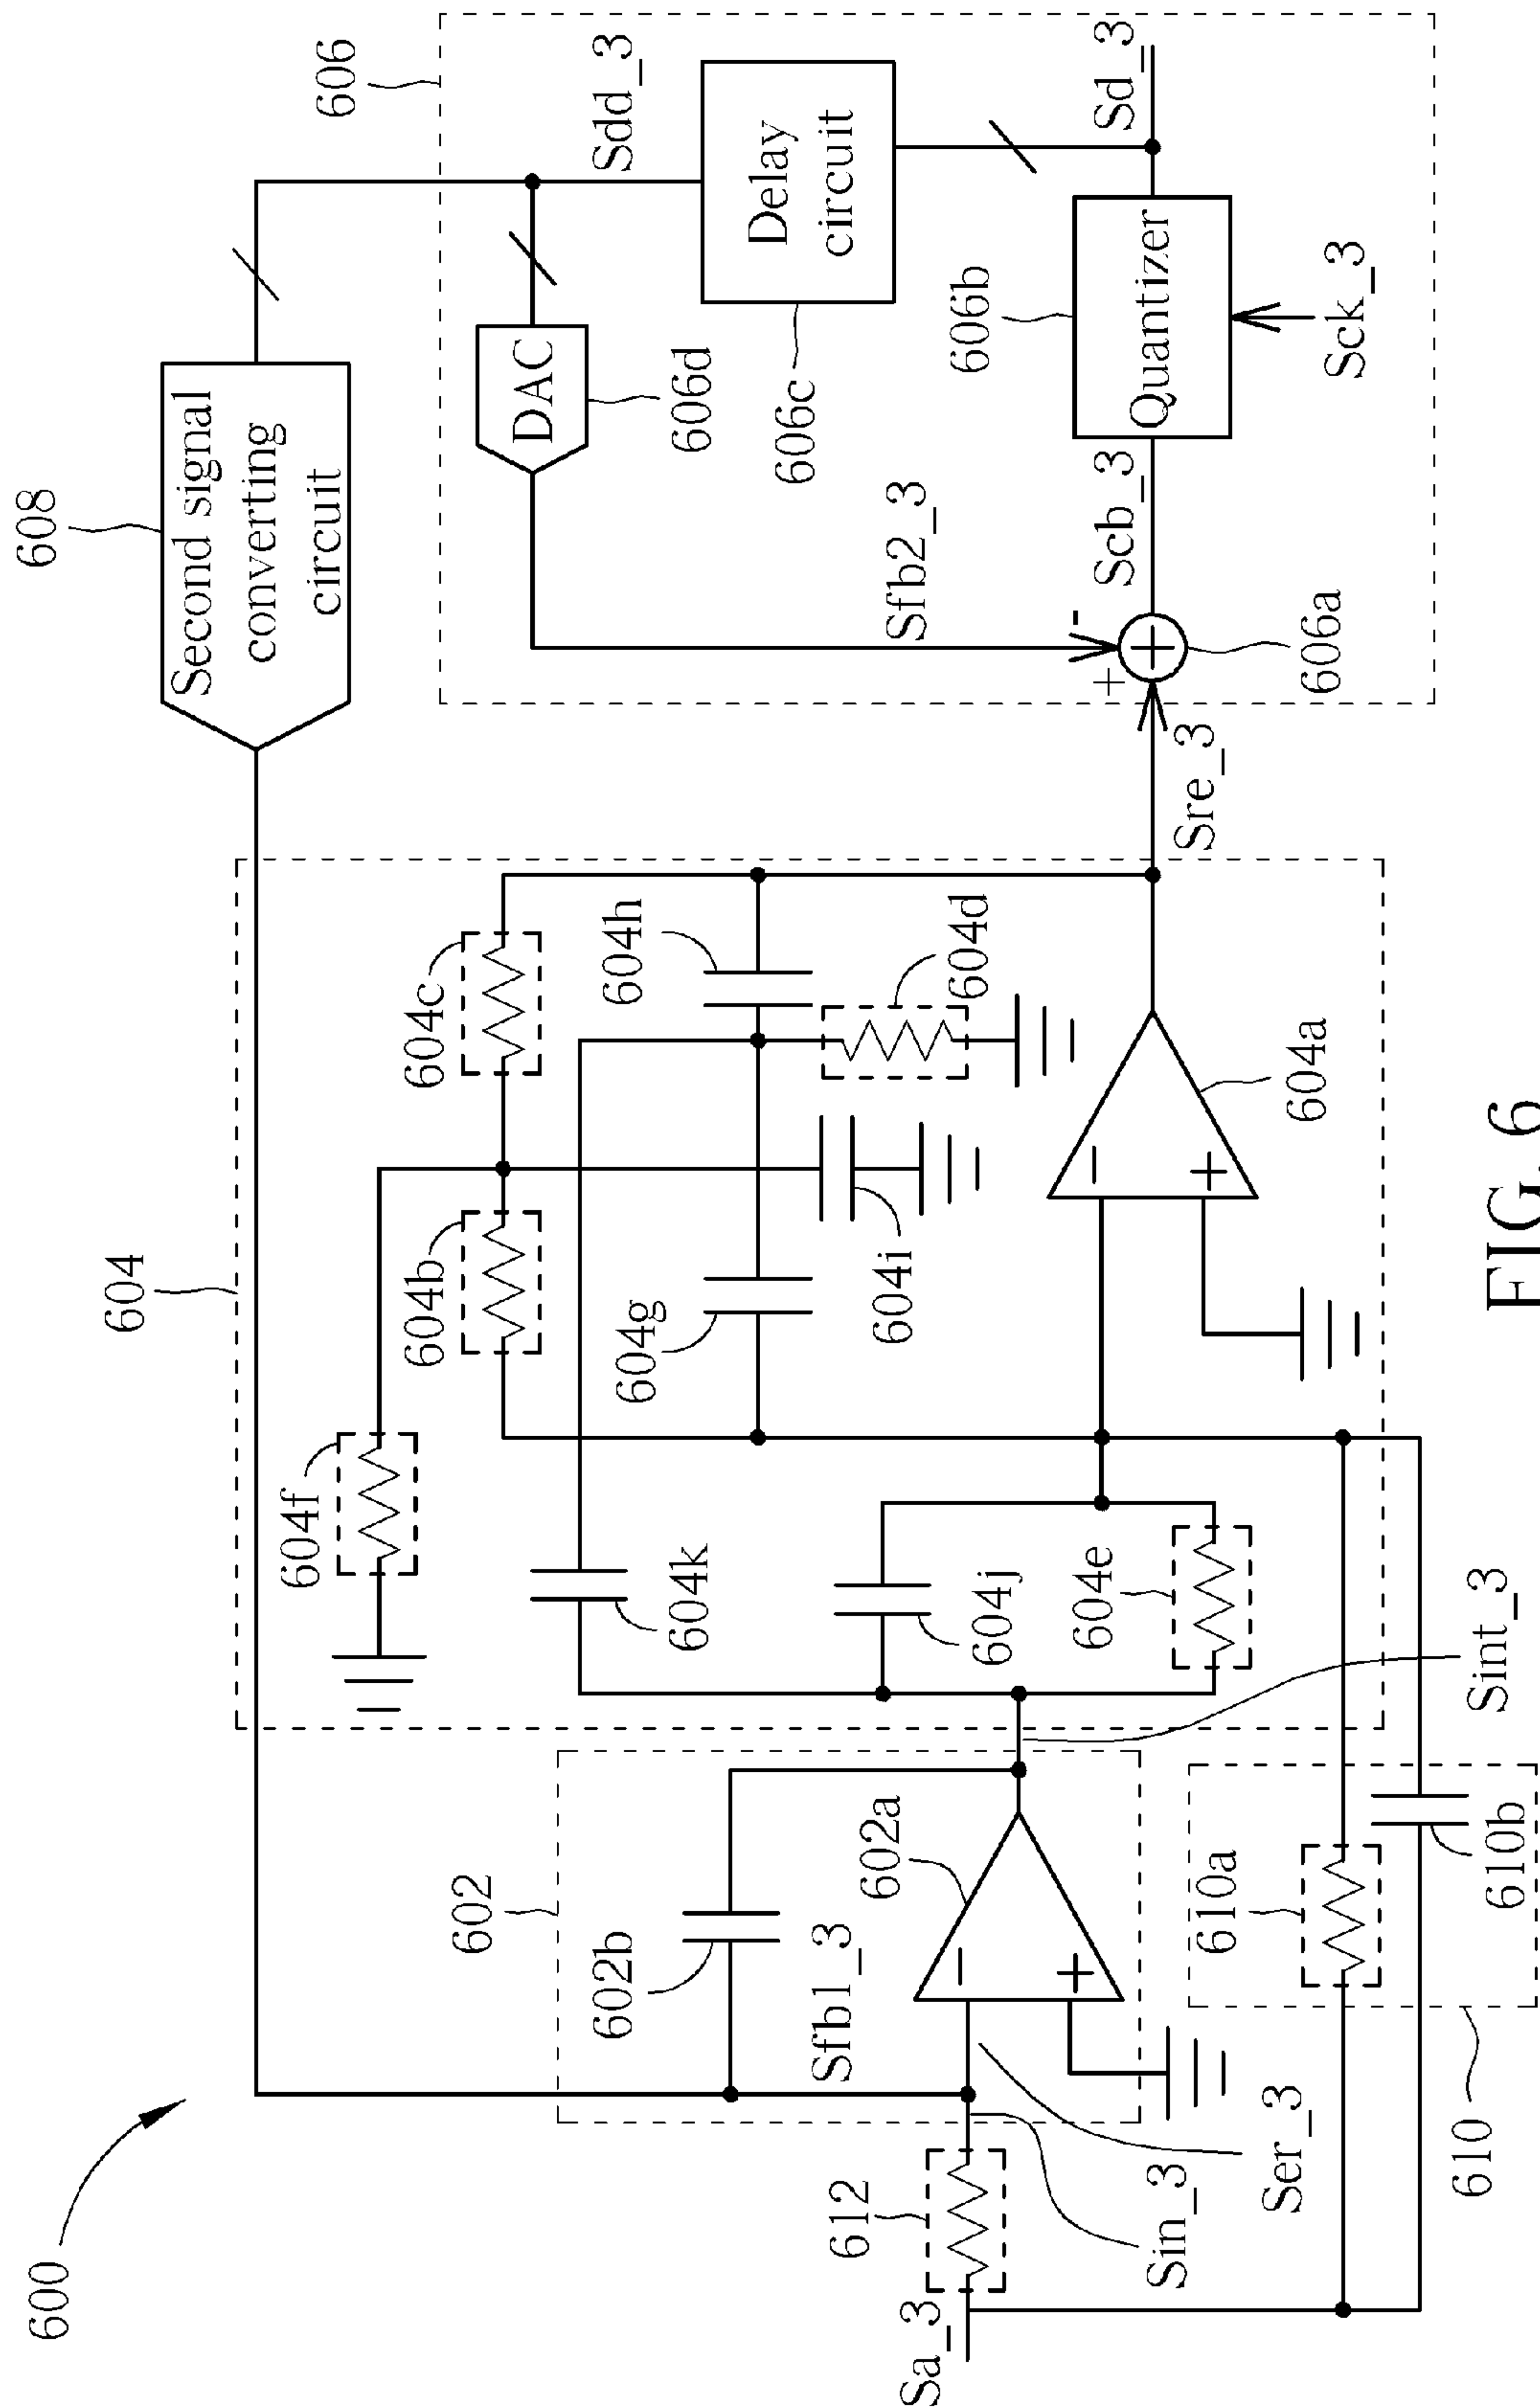 600
608
Second signal
converting
circuit
606
Sdd_3
Delay
circuit
606c
DAC
606d
Sfb2_3
606b
Quantizer
Sck_3
Sd_3
Scb_3
-
+
+
606a
Sre_3
604
604c
604h
604d
604b
604i
604g
604f
604k
604j
604e
604a
−
+
602
602b
602a
−
+
Sfb1_3
Sint_3
610a
610b
610
612
Sa_3
Sin_3
Ser_3
FIG. 6